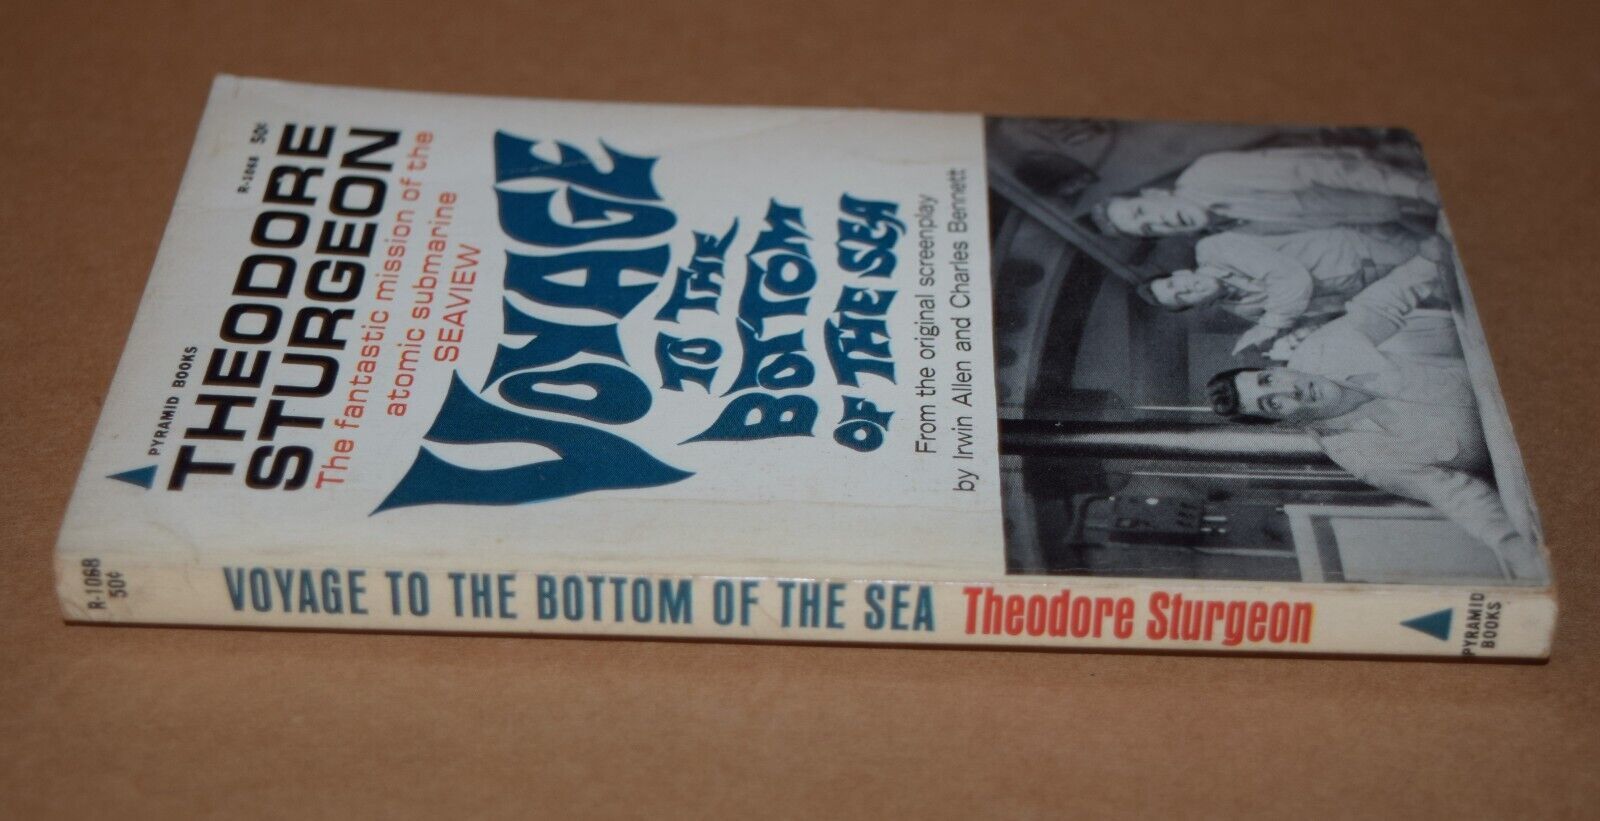 PYRAMID BOOKS
R-1068 50¢
THEODORE
STURGEON
The fantastic mission of the
atomic submarine
SEAVIEW
VOYAGE
TO THE
BOTTOM
OF THE SEA
From the original screenplay
by Irwin Allen and Charles Bennett
R-1068
50¢
VOYAGE TO THE BOTTOM OF THE SEA Theodore Sturgeon
PYRAMID
BOOKS